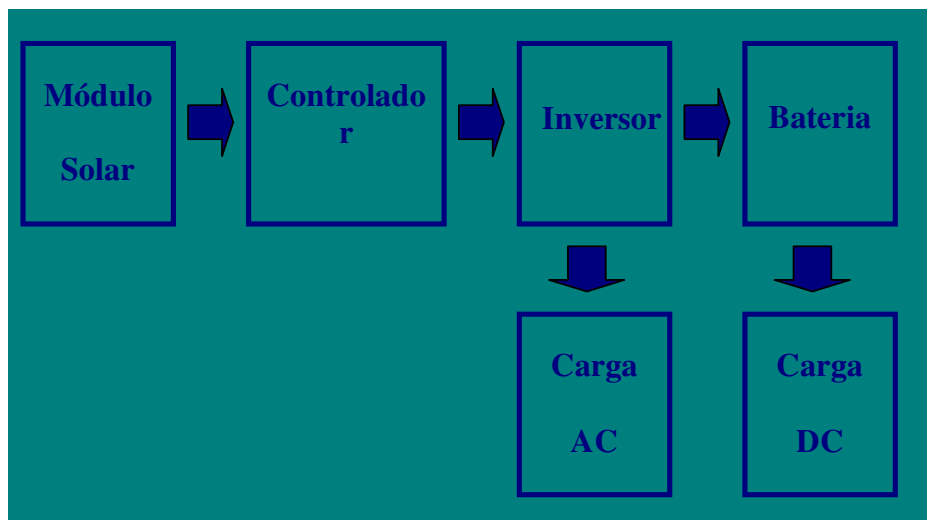 Módulo
Solar
Controlado
r
Inversor
Bateria
Carga
AC
Carga
DC